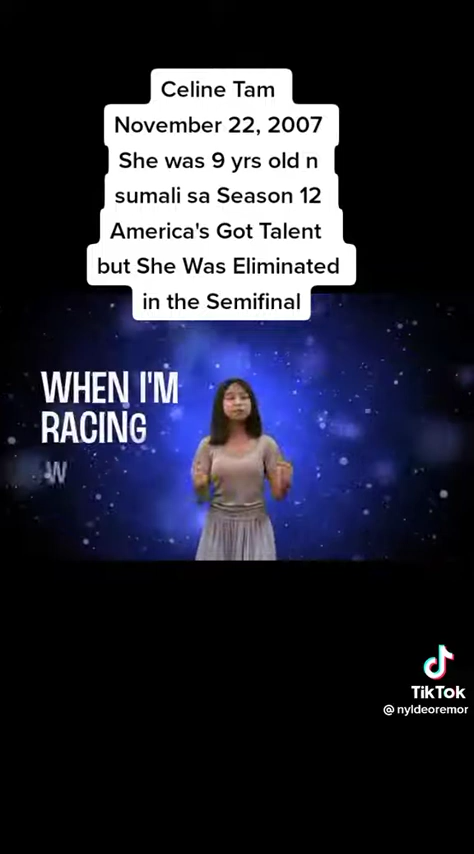 Celine Tam
November 22, 2007
She was 9 yrs old n
sumali sa Season 12
America's Got Talent
but She Was Eliminated
in the Semifinal
WHEN I'M
RACING
W
TikTok
@ nyldeoremor